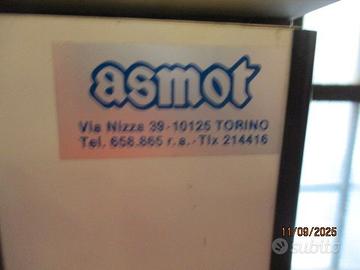 asmot
Via Nizza 39-10125 TORINO
Tel. 658.865 r.a.-Tlx 214416
11/09/2025
subito